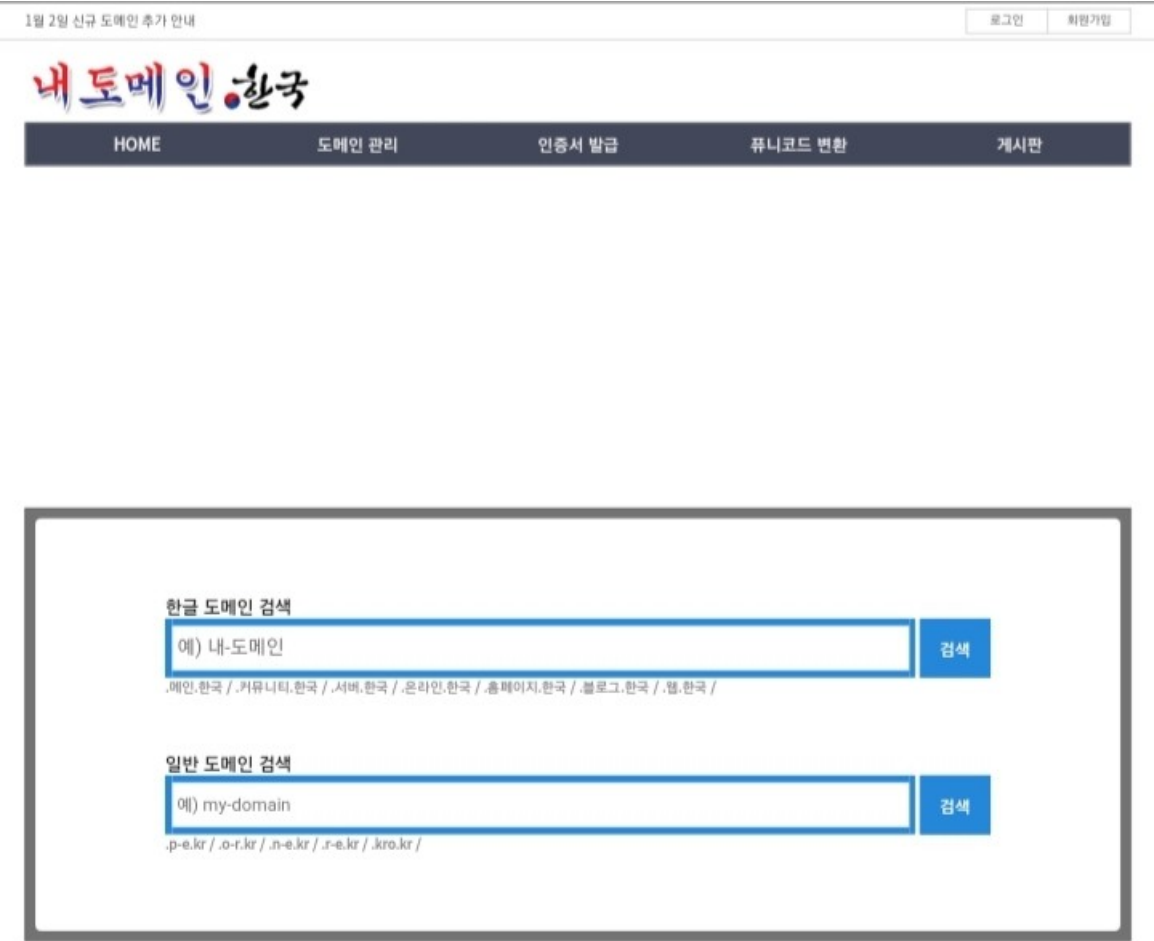 1월 2일 신규 도메인 추가 안내
로그인 회원가입
내도메인.한국
HOME 도메인 관리 인증서 발급 퓨니코드 변환 게시판
한글 도메인 검색
예) 내-도메인 검색
.메인.한국 / .커뮤니티.한국 / .서버.한국 / .온라인.한국 / .홈페이지.한국 / .블로그.한국 / .웹.한국 /
일반 도메인 검색
예) my-domain 검색
.p-e.kr / .o-r.kr / .n-e.kr / .r-e.kr / .kro.kr /